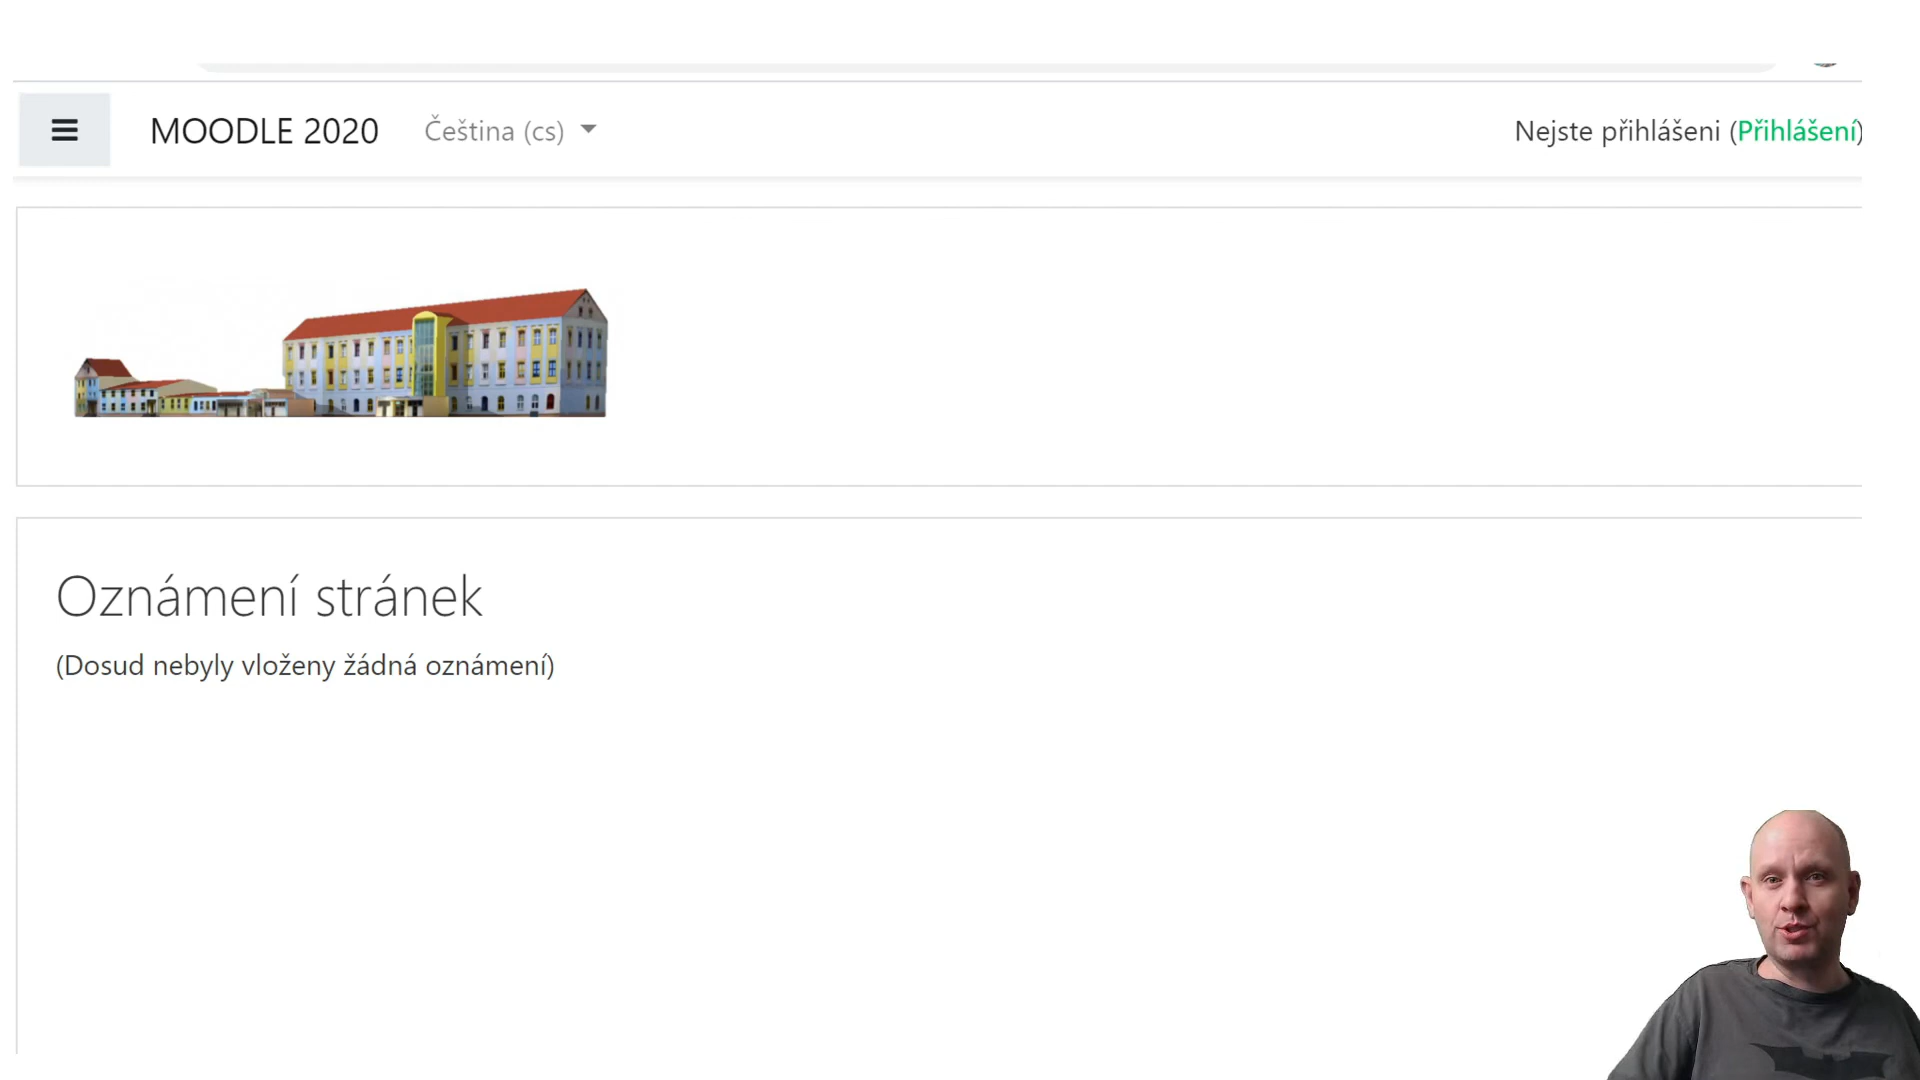 MOODLE 2020 Čeština (cs) Nejste přihlášeni (Přihlášení)
Oznámení stránek
(Dosud nebyly vloženy žádná oznámení)